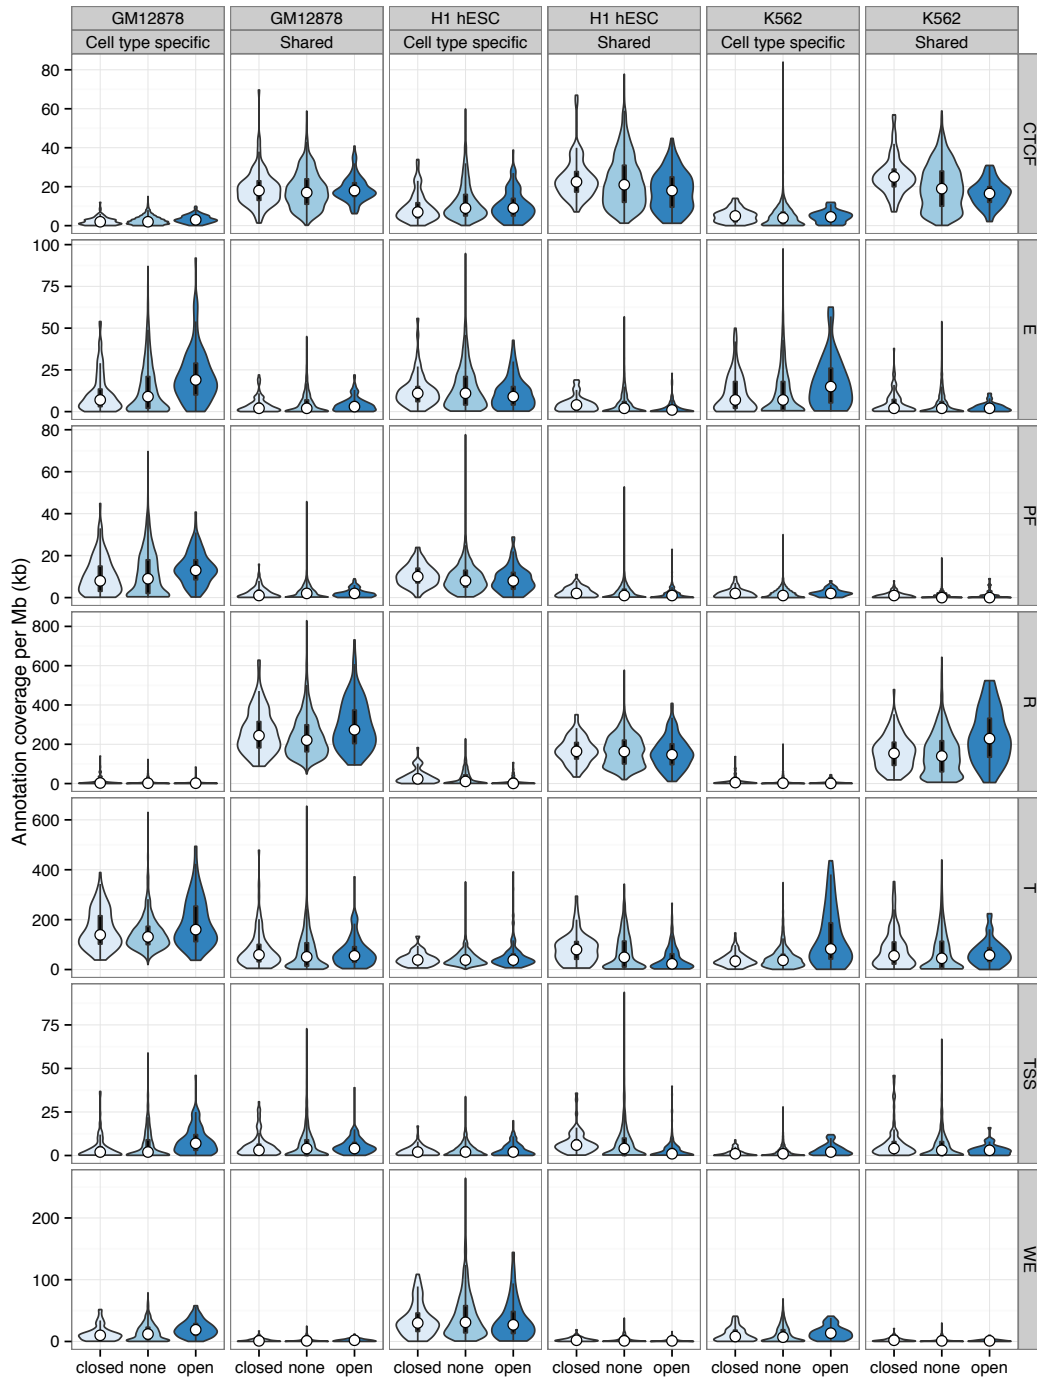 GM12878 GM12878 H1 hESC H1 hESC K562 K562
Cell type specific Shared Cell type specific Shared Cell type specific Shared
80
60
40
20
0
CTCF
100
75
50
25
0
E
80
60
40
20
0
PF
Annotation coverage per Mb (kb)
800
600
400
200
0
R
600
400
200
0
T
75
50
25
0
TSS
200
100
0
WE
closed none open closed none open closed none open closed none open closed none open closed none open